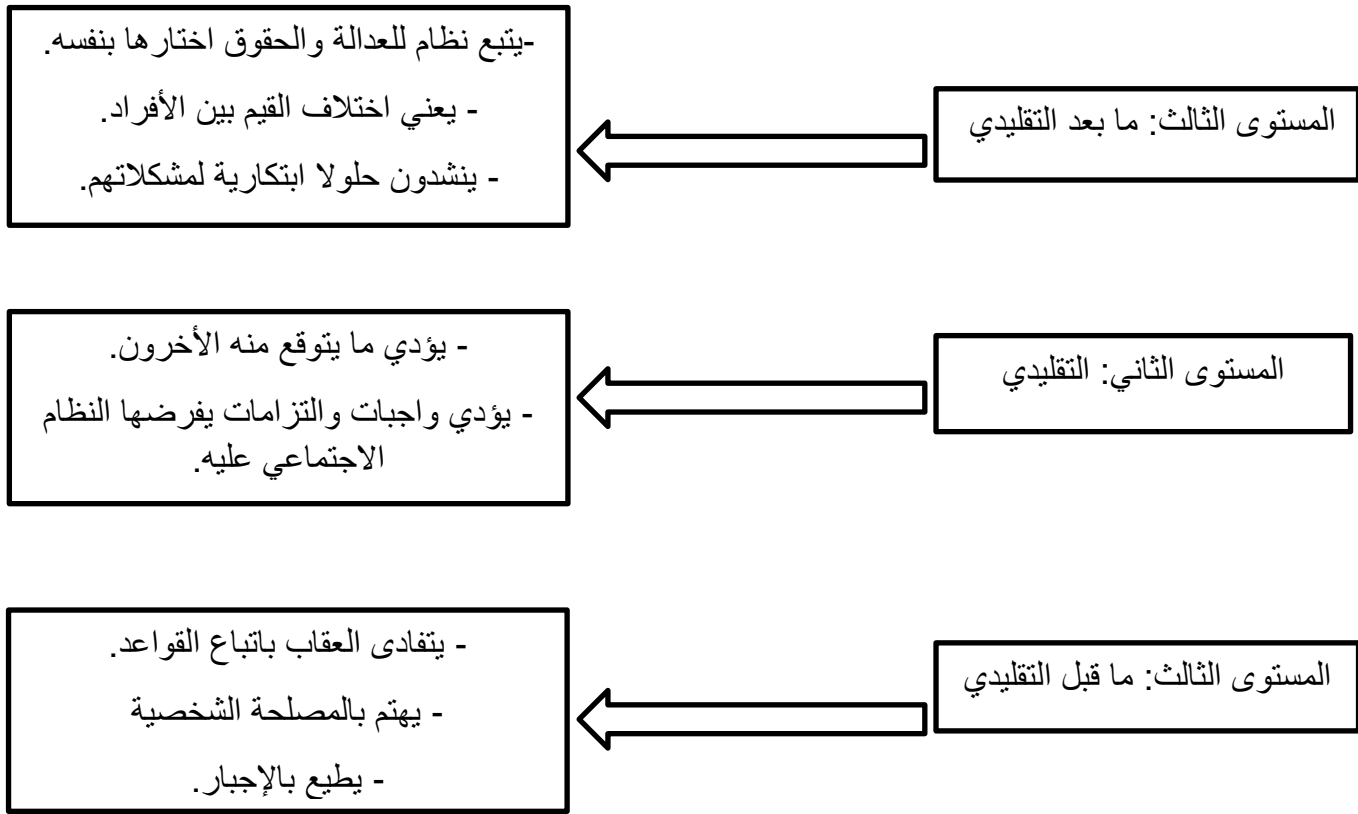 المستوى الثالث: ما بعد التقليدي
-يتبع نظام للعدالة والحقوق اختارها بنفسه.
- يعني اختلاف القيم بين الأفراد.
- ينشدون حلولا ابتكارية لمشكلاتهم.
المستوى الثاني: التقليدي
- يؤدي ما يتوقع منه الأخرون.
- يؤدي واجبات والتزامات يفرضها النظام
الاجتماعي عليه.
المستوى الثالث: ما قبل التقليدي
- يتفادى العقاب باتباع القواعد.
- يهتم بالمصلحة الشخصية
- يطيع بالإجبار.